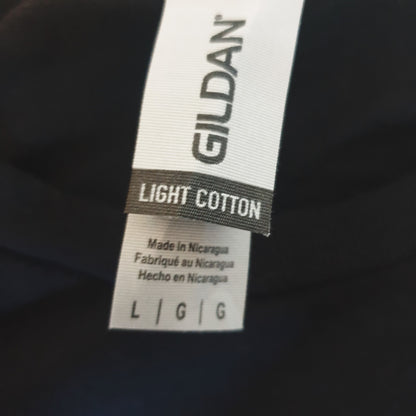 GILDAN®
LIGHT COTTON
Made in Nicaragua
Fabriqué au Nicaragua
Hecho en Nicaragua
L | G | G